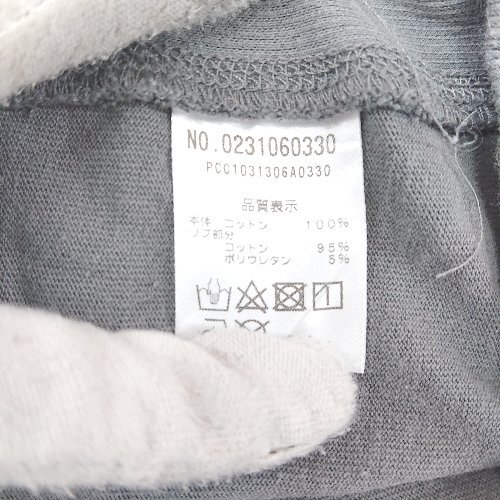 NO.0231060330
PCC1031306A0330
品質表示
本体 コットン 100%
リブ部分
コットン 95%
ポリウレタン 5%